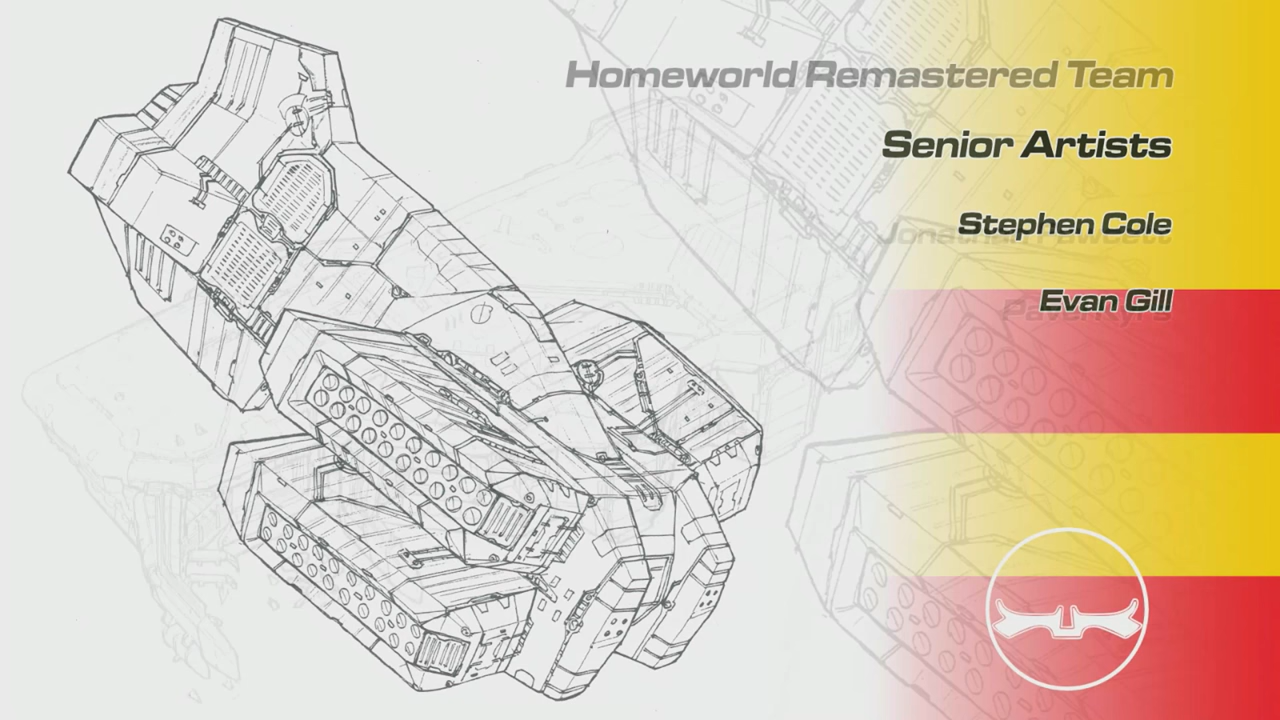 Homeworld Remastered Team
Senior Artists
Stephen Cole
Evan Gill